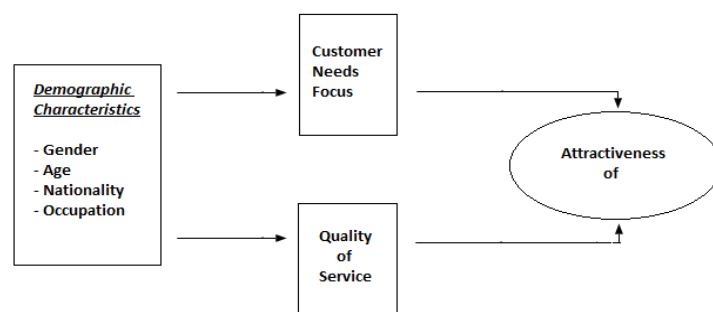 Demographic
Characteristics
- Gender
- Age
- Nationality
- Occupation
Customer
Needs
Focus
Quality
of
Service
Attractiveness
of